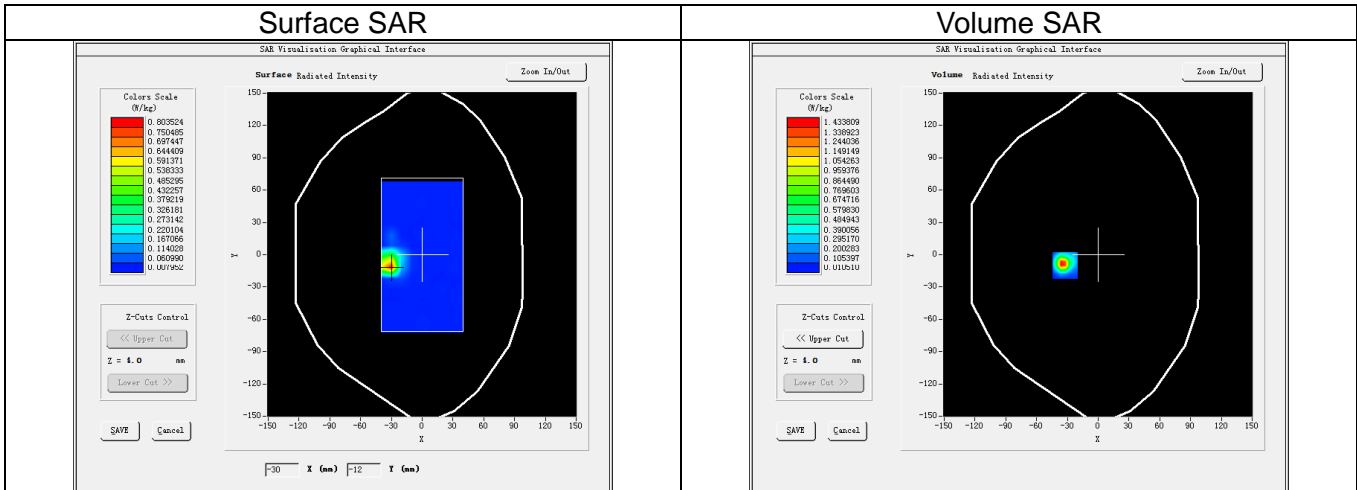 Surface SAR
SAR Visualisation Graphical Interface
Surface Radiated Intensity
Zoom In/Out
Colors Scale
(W/kg)
0.803524
0.750485
0.697447
0.644409
0.591371
0.538333
0.485295
0.432257
0.379219
0.326181
0.273142
0.220104
0.167066
0.114028
0.060990
0.007952
Z-Cuts Control
<< Upper Cut
Z = 4.0 mm
Lower Cut >>
SAVE Cancel
150
120
90
60
30
0
-30
-60
-90
-120
-150
Y
-150 -120 -90 -60 -30 0 30 60 90 120 150
X
-30 X (mm) -12 Y (mm)
Volume SAR
SAR Visualisation Graphical Interface
Volume Radiated Intensity
Zoom In/Out
Colors Scale
(W/kg)
1.433809
1.338923
1.244036
1.149149
1.054263
0.959376
0.864490
0.769603
0.674716
0.579830
0.484943
0.390056
0.295170
0.200283
0.105397
0.010510
Z-Cuts Control
<< Upper Cut
Z = 4.0 mm
Lower Cut >>
SAVE Cancel
150
120
90
60
30
0
-30
-60
-90
-120
-150
Y
-150 -120 -90 -60 -30 0 30 60 90 120 150
X